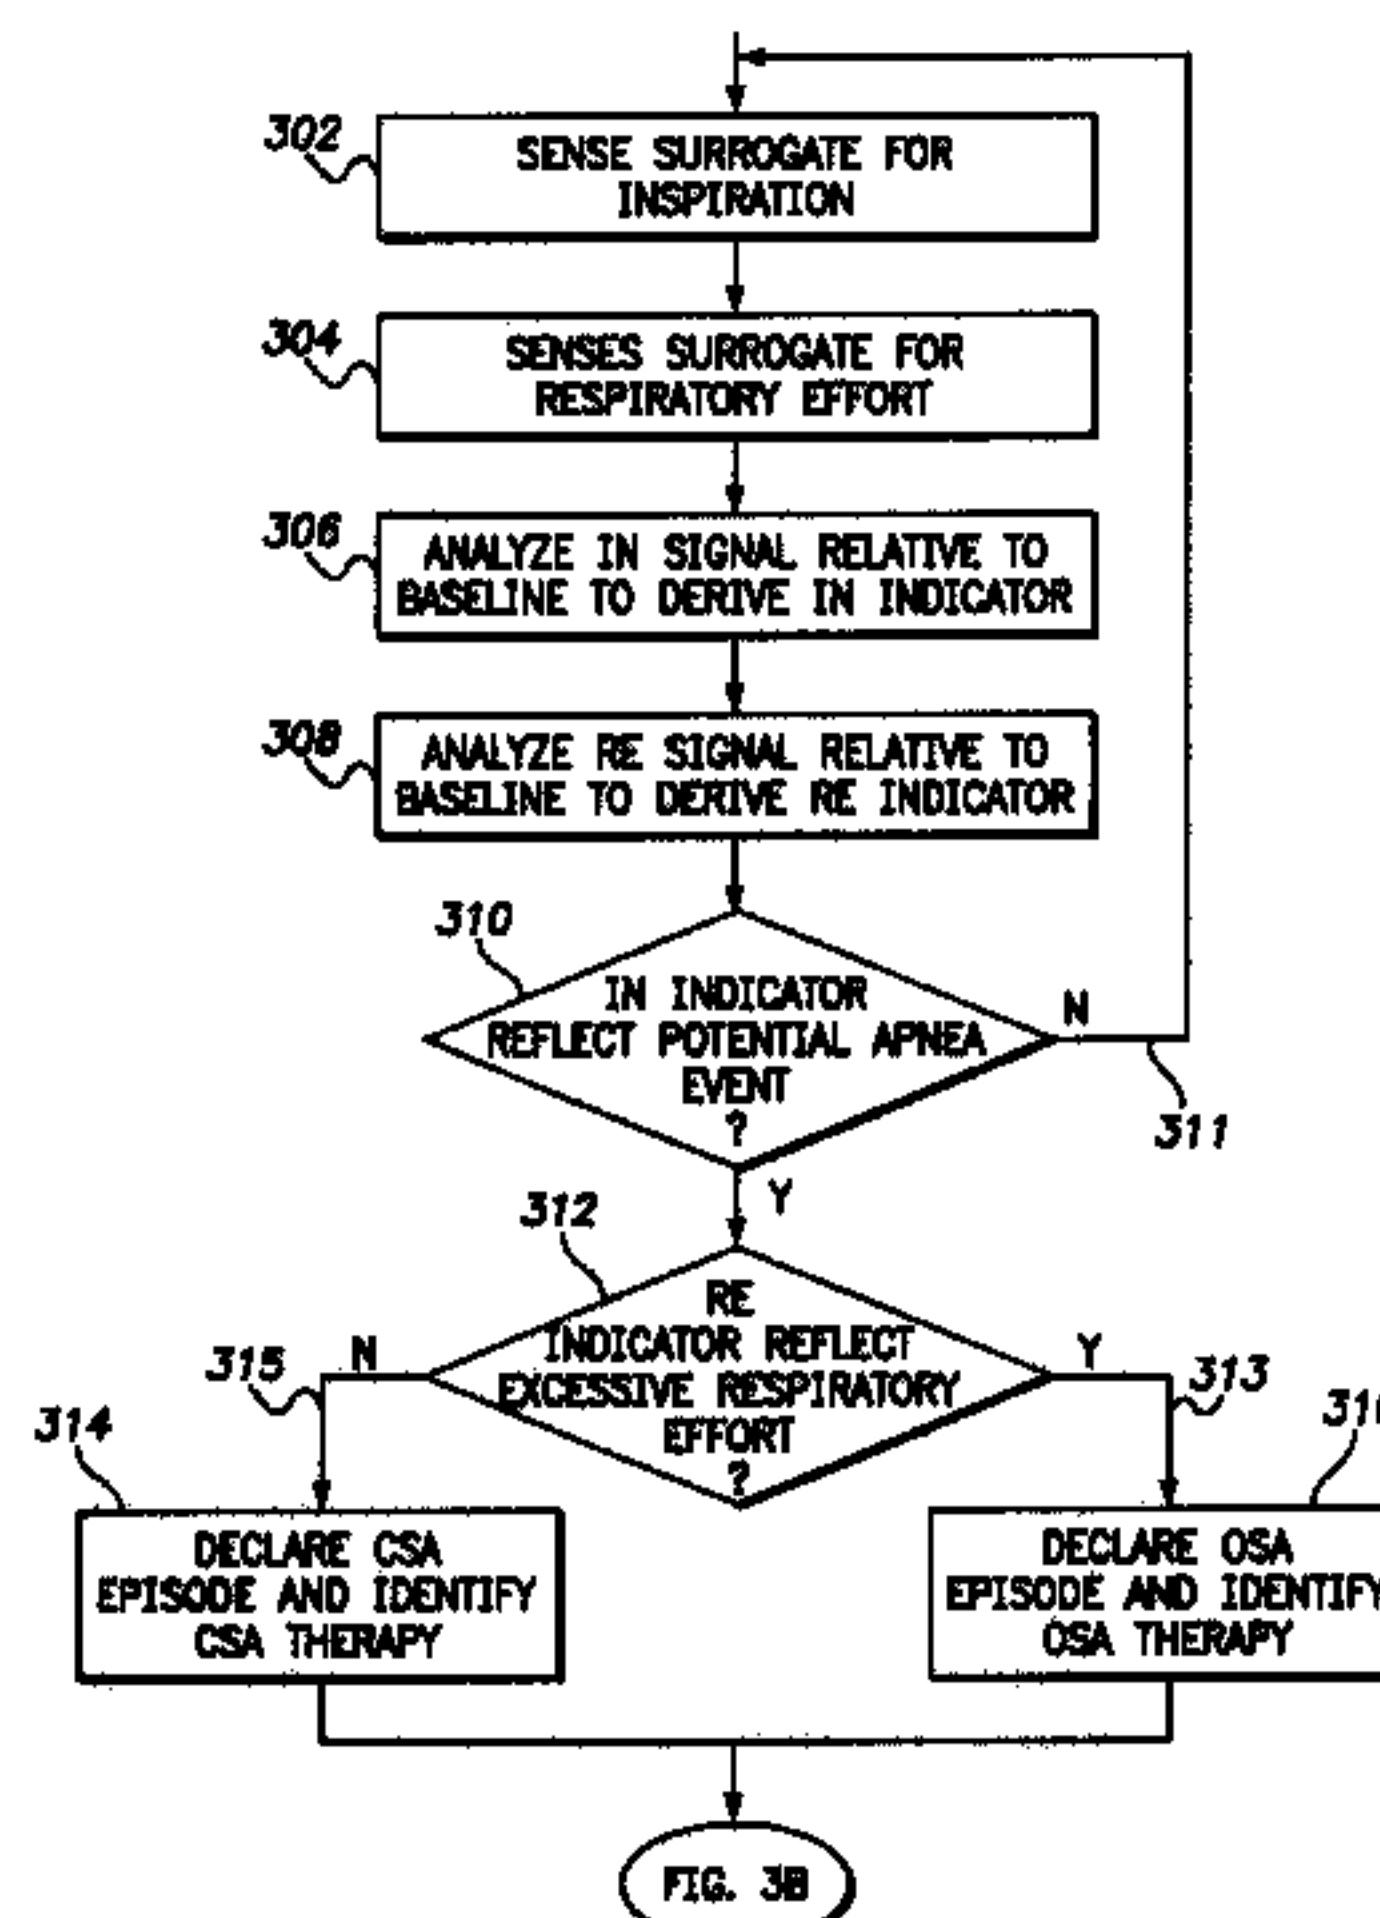 302
SENSE SURROGATE FOR
INSPIRATION
304
SENSES SURROGATE FOR
RESPIRATORY EFFORT
306
ANALYZE IN SIGNAL RELATIVE TO
BASELINE TO DERIVE IN INDICATOR
308
ANALYZE RE SIGNAL RELATIVE TO
BASELINE TO DERIVE RE INDICATOR
310
IN INDICATOR
REFLECT POTENTIAL APNEA
EVENT
?
N
311
Y
312
RE
INDICATOR REFLECT
EXCESSIVE RESPIRATORY
EFFORT
?
N
315
Y
313
314
DECLARE CSA
EPISODE AND IDENTIFY
CSA THERAPY
DECLARE OSA
EPISODE AND IDENTIFY
OSA THERAPY
FIG. 3B